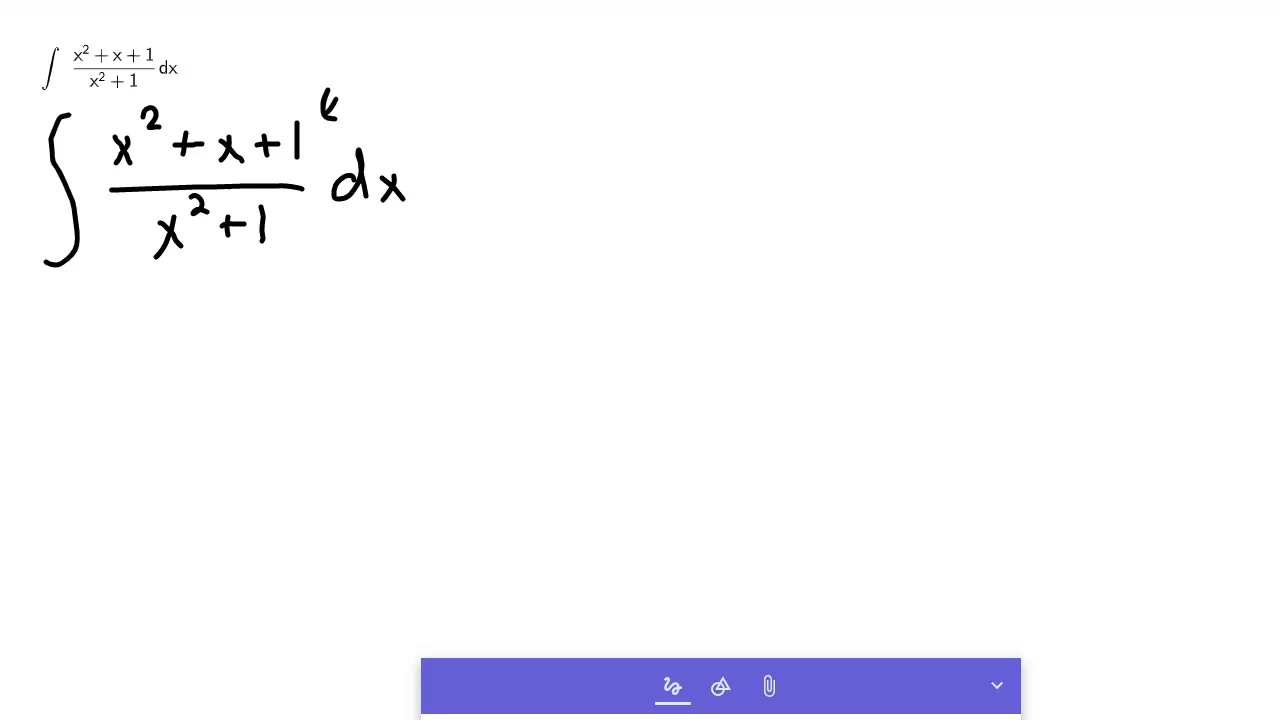 ∫ x² + x + 1 / x² + 1 dx
∫ x² + x + 1 / x² + 1 dx